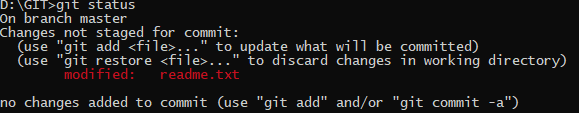 D:\GIT>git status
On branch master
Changes not staged for commit:
  (use "git add <file>..." to update what will be committed)
  (use "git restore <file>..." to discard changes in working directory)
        modified:   readme.txt

no changes added to commit (use "git add" and/or "git commit -a")